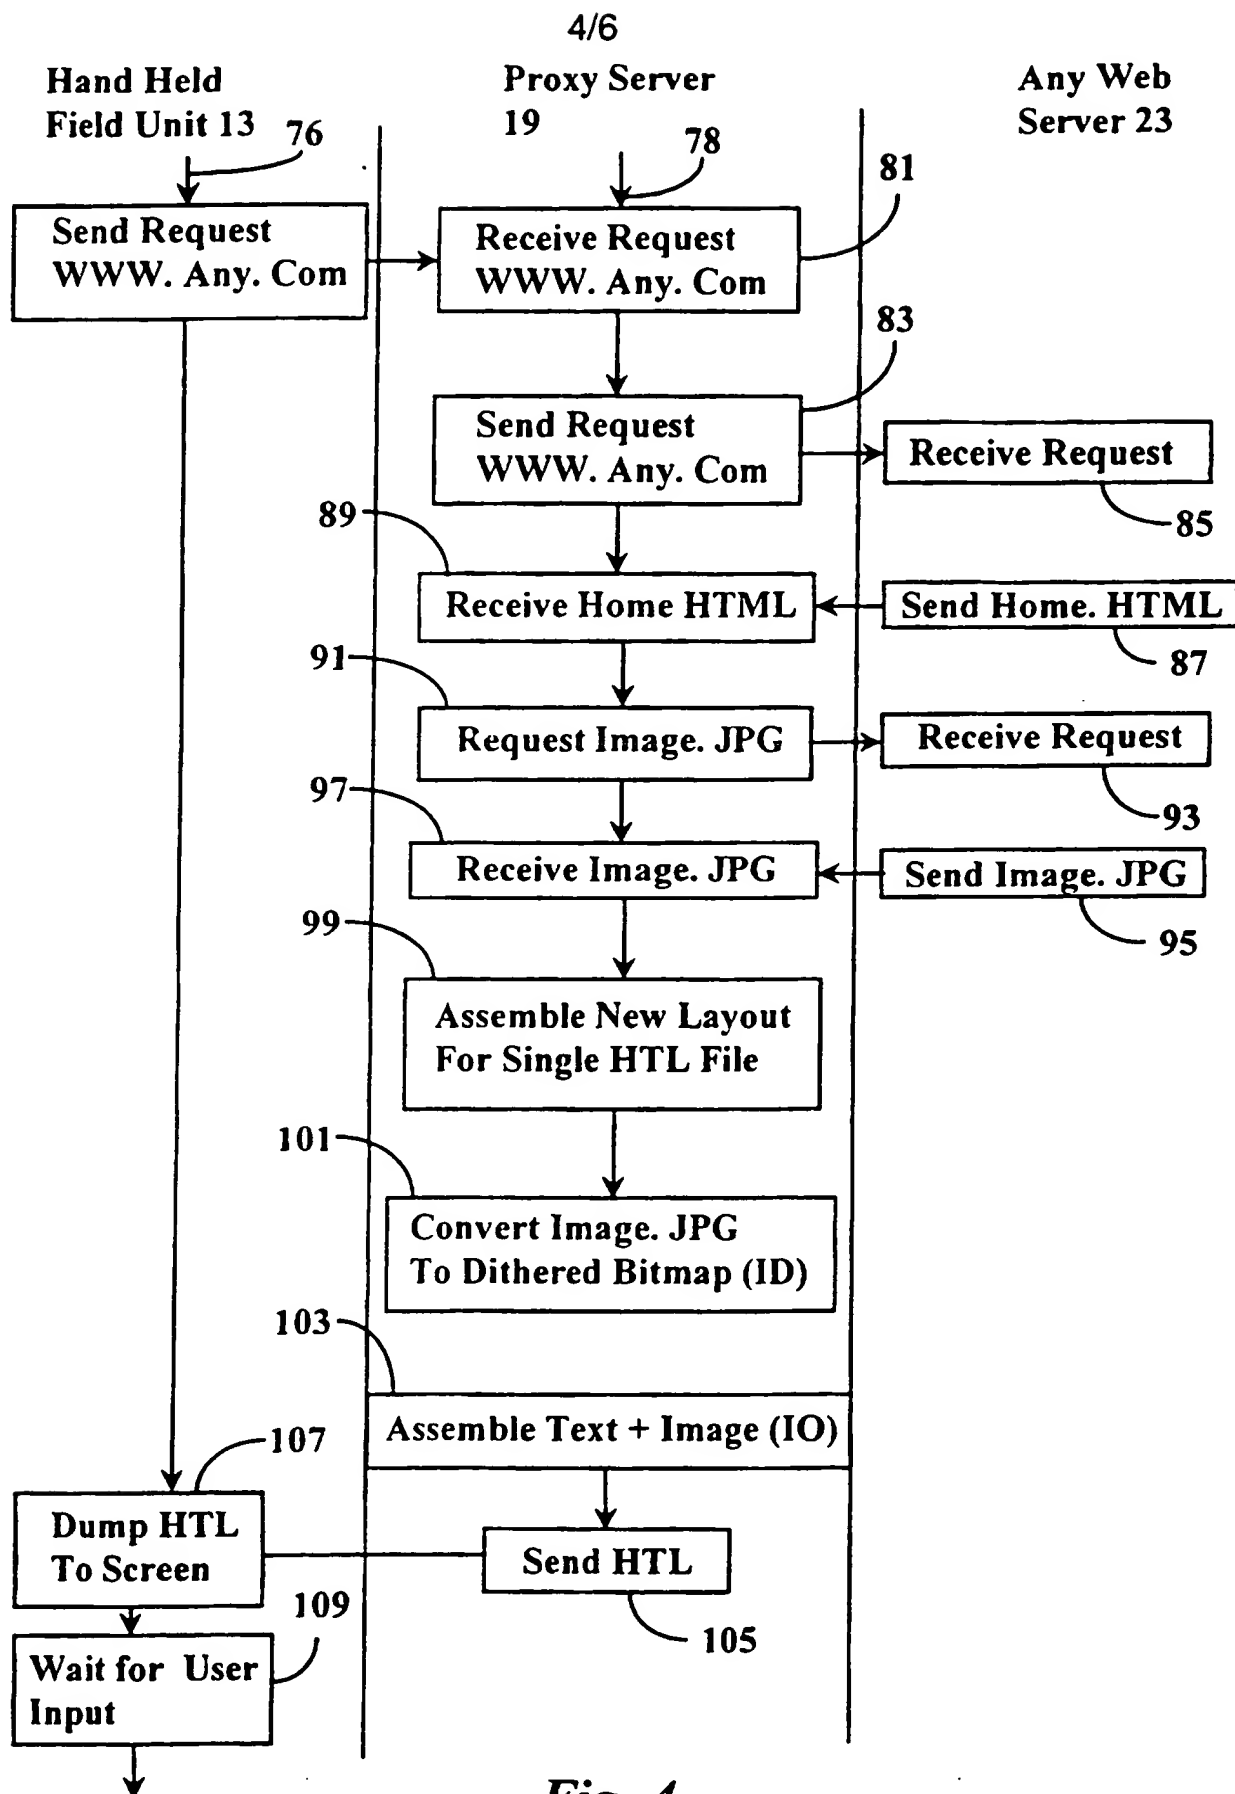 4/6
Hand Held
Field Unit 13
Proxy Server
19
Any Web
Server 23
76
78
81
Send Request
WWW. Any. Com
Receive Request
WWW. Any. Com
83
Send Request
WWW. Any. Com
Receive Request
85
89
Receive Home HTML
Send Home. HTML
87
91
Request Image. JPG
Receive Request
93
97
Receive Image. JPG
Send Image. JPG
95
99
Assemble New Layout
For Single HTL File
101
Convert Image. JPG
To Dithered Bitmap (ID)
103
Assemble Text + Image (IO)
107
Dump HTL
To Screen
Send HTL
105
109
Wait for User
Input
Fig. 4